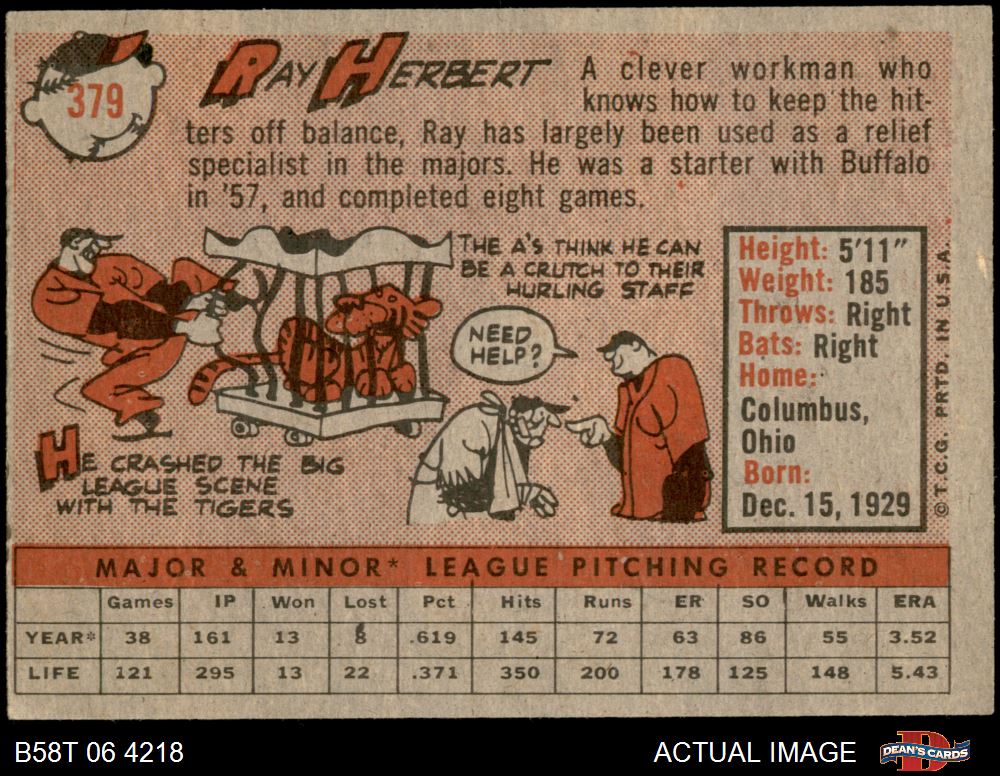 379
RAY HERBERT
A clever workman who
knows how to keep the hit-
ters off balance, Ray has largely been used as a relief
specialist in the majors. He was a starter with Buffalo
in '57, and completed eight games.
THE A'S THINK HE CAN
BE A CRUTCH TO THEIR
HURLING STAFF
NEED
HELP?
HE CRASHED THE BIG
LEAGUE SCENE
WITH THE TIGERS
Height: 5'11"
Weight: 185
Throws: Right
Bats: Right
Home:
Columbus,
Ohio
Born:
Dec. 15, 1929
© T.C.G. PRTD. IN U.S.A.
MAJOR & MINOR* LEAGUE PITCHING RECORD
Games IP Won Lost Pct Hits Runs ER SO Walks ERA
YEAR* 38 161 13 8 .619 145 72 63 86 55 3.52
LIFE 121 295 13 22 .371 350 200 178 125 148 5.43
B58T 06 4218 ACTUAL IMAGE DEAN'S CARDS